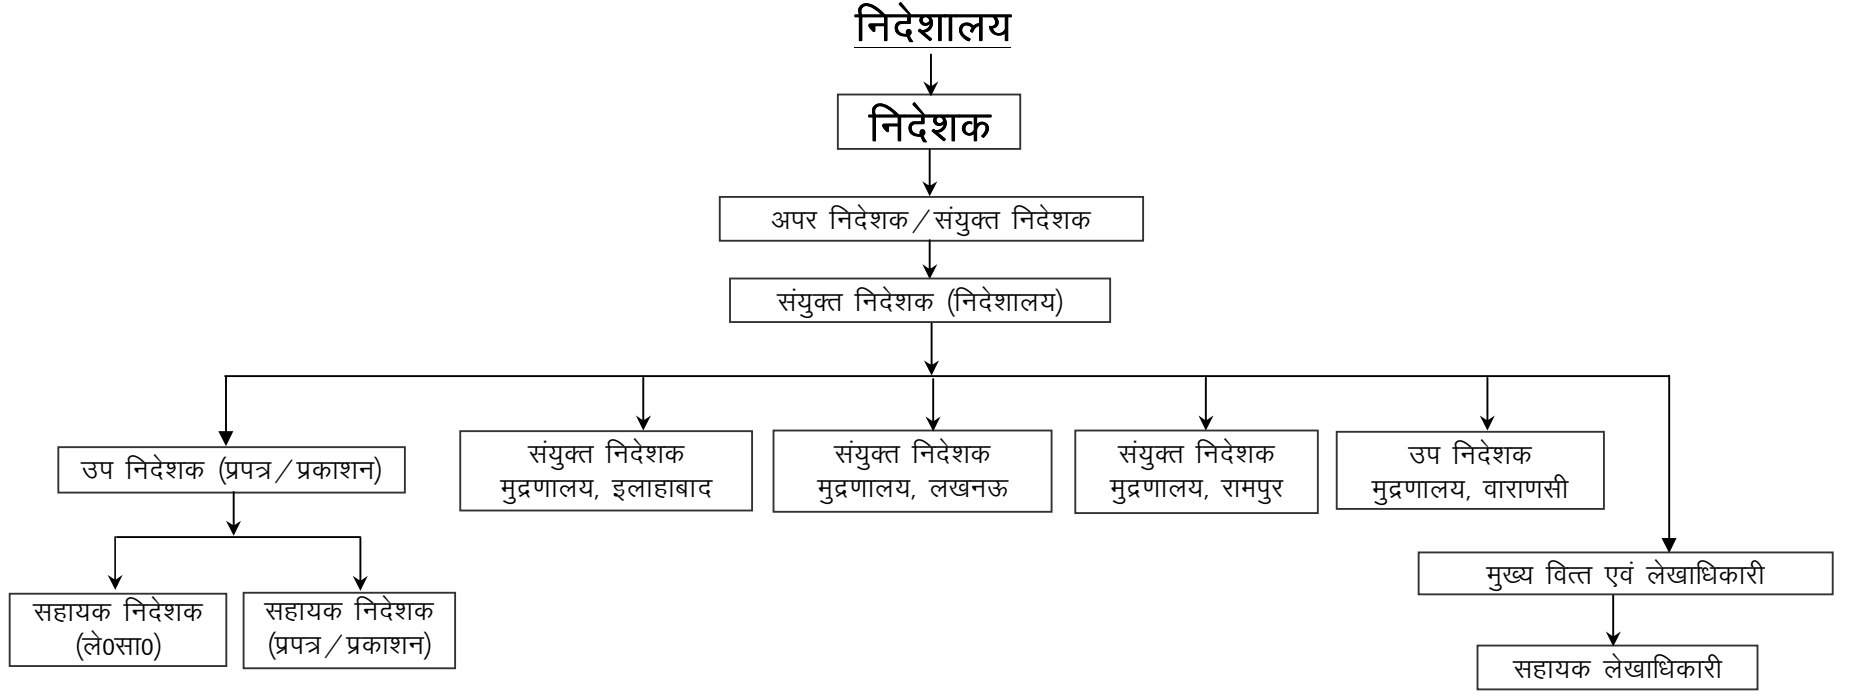 निदेशालय
निदेशक
अपर निदेशक/संयुक्त निदेशक
संयुक्त निदेशक (निदेशालय)
उप निदेशक (प्रपत्र/प्रकाशन)
संयुक्त निदेशक
मुद्रणालय, इलाहाबाद
संयुक्त निदेशक
मुद्रणालय, लखनऊ
संयुक्त निदेशक
मुद्रणालय, रामपुर
उप निदेशक
मुद्रणालय, वाराणसी
मुख्य वित्त एवं लेखाधिकारी
सहायक निदेशक
(ले0सा0)
सहायक निदेशक
(प्रपत्र/प्रकाशन)
सहायक लेखाधिकारी